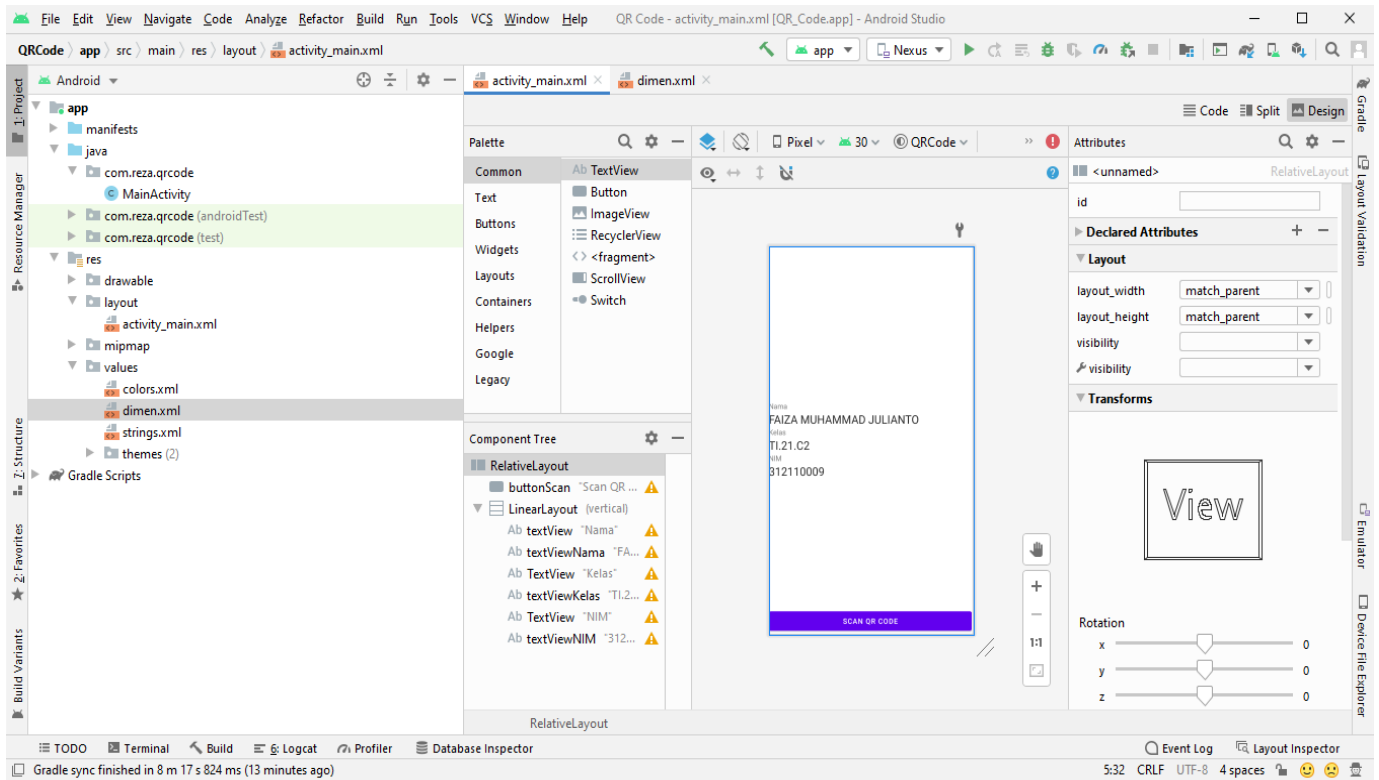 File Edit View Navigate Code Analyze Refactor Build Run Tools VCS Window Help QR Code - activity_main.xml [QR_Code.app] - Android Studio
QRCode app src main res layout activity_main.xml app Nexus
1: Project
Resource Manager
7: Structure
2: Favorites
Build Variants
Android
app
manifests
java
com.reza.qrcode
MainActivity
com.reza.qrcode (androidTest)
com.reza.qrcode (test)
res
drawable
layout
activity_main.xml
mipmap
values
colors.xml
dimen.xml
strings.xml
themes (2)
Gradle Scripts
activity_main.xml dimen.xml
Code Split Design
Palette
Common
Text
Buttons
Widgets
Layouts
Containers
Helpers
Google
Legacy
Ab TextView
Button
ImageView
RecyclerView
<fragment>
ScrollView
Switch
Component Tree
RelativeLayout
buttonScan "Scan QR ...
LinearLayout (vertical)
Ab textView "Nama"
Ab textViewNama "FA...
Ab TextView "Kelas"
Ab textViewKelas "TI.2...
Ab TextView "NIM"
Ab textViewNIM "312...
Pixel 30 QRCode
Nama
FAIZA MUHAMMAD JULIANTO
Kelas
TI.21.C2
NIM
312110009
SCAN QR CODE
1:1
RelativeLayout
Attributes
<unnamed> RelativeLayout
id
Declared Attributes
Layout
layout_width match_parent
layout_height match_parent
visibility
visibility
Transforms
View
Rotation
x 0
y 0
z 0
Gradle
Layout Validation
Emulator
Device File Explorer
TODO Terminal Build 6: Logcat Profiler Database Inspector Event Log Layout Inspector
Gradle sync finished in 8 m 17 s 824 ms (13 minutes ago) 5:32 CRLF UTF-8 4 spaces